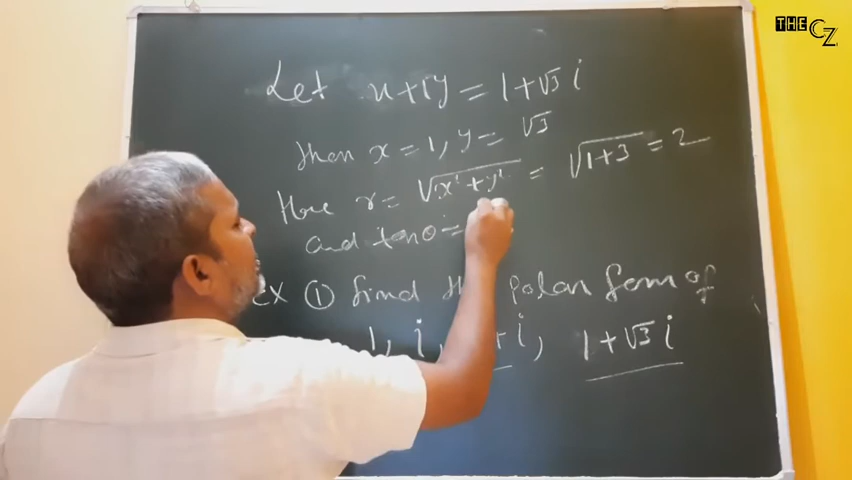 THE CZ
Let x+iy = 1+√3 i
then x = 1, y = √3
Here r = √x²+y² = √1+3 = 2
and tanθ =
Ex ① Find the polar form of
1, i, +i, 1+√3 i